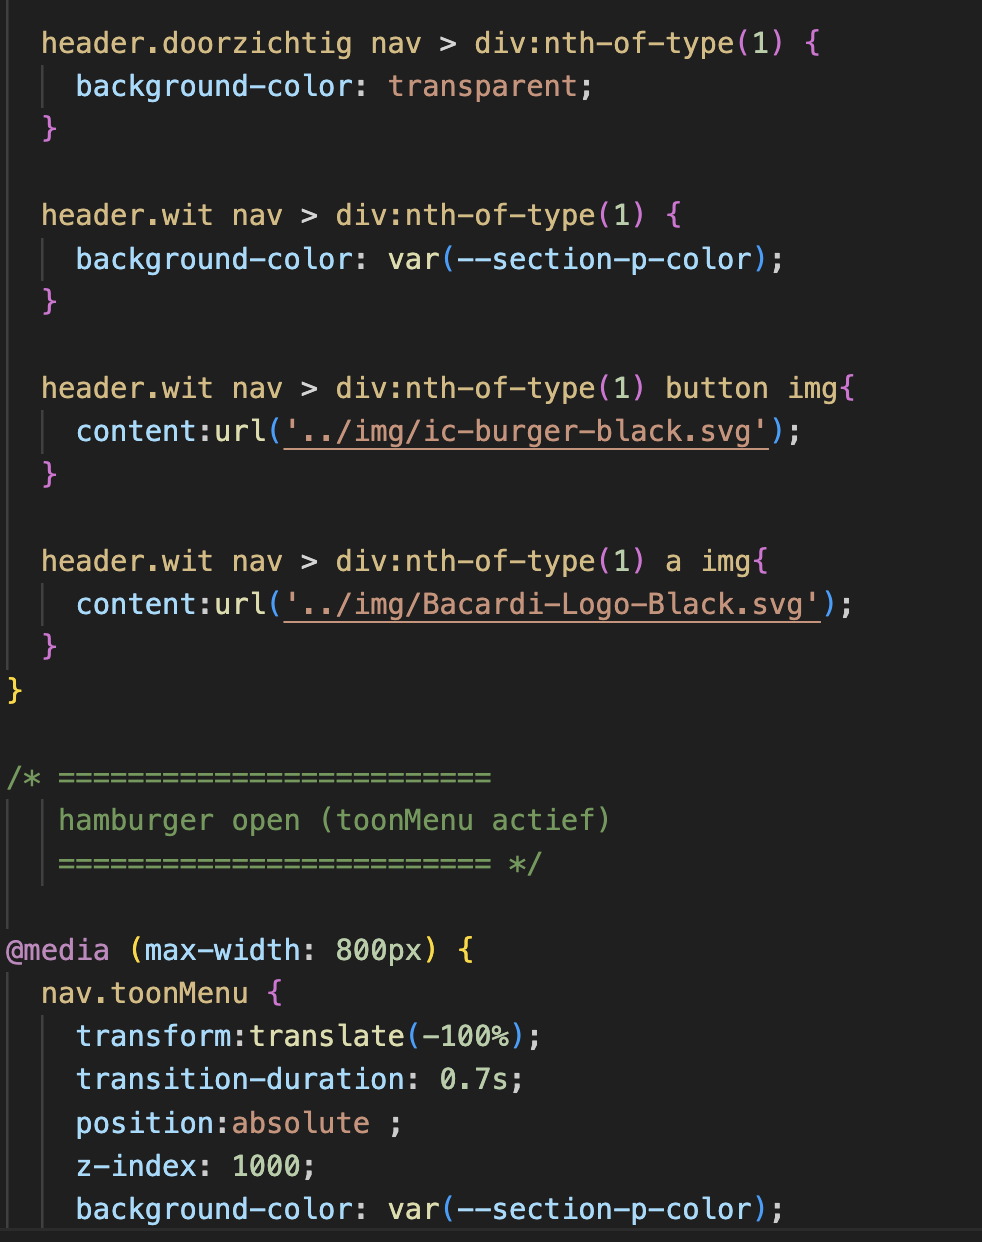 header.doorzichtig nav > div:nth-of-type(1) {
background-color: transparent;
}
header.wit nav > div:nth-of-type(1) {
background-color: var(--section-p-color);
}
header.wit nav > div:nth-of-type(1) button img{
content:url('../img/ic-burger-black.svg');
}
header.wit nav > div:nth-of-type(1) a img{
content:url('../img/Bacardi-Logo-Black.svg');
}
}
/* =========================
hamburger open (toonMenu actief)
========================= */
@media (max-width: 800px) {
nav.toonMenu {
transform:translate(-100%);
transition-duration: 0.7s;
position:absolute ;
z-index: 1000;
background-color: var(--section-p-color);